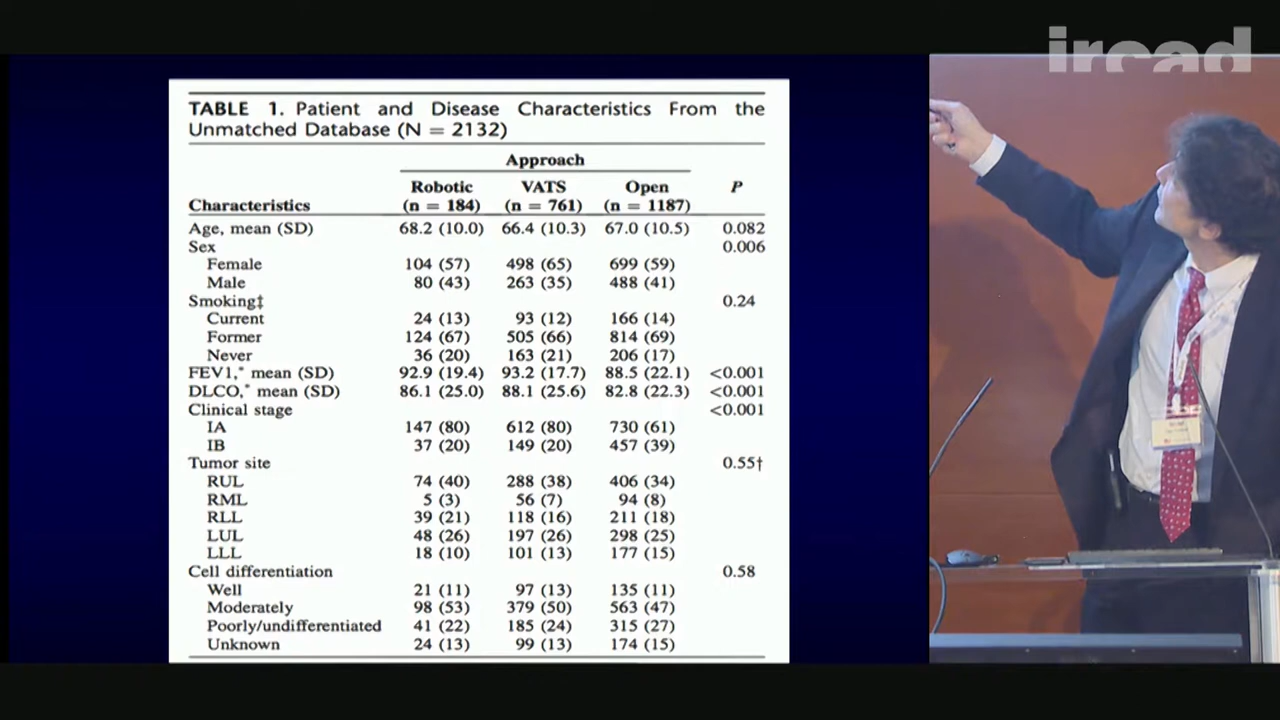 ircad
TABLE 1. Patient and Disease Characteristics From the
Unmatched Database (N = 2132)
Approach
Robotic VATS Open P
Characteristics (n = 184) (n = 761) (n = 1187)
Age, mean (SD) 68.2 (10.0) 66.4 (10.3) 67.0 (10.5) 0.082
Sex 0.006
Female 104 (57) 498 (65) 699 (59)
Male 80 (43) 263 (35) 488 (41)
Smoking‡ 0.24
Current 24 (13) 93 (12) 166 (14)
Former 124 (67) 505 (66) 814 (69)
Never 36 (20) 163 (21) 206 (17)
FEV1,* mean (SD) 92.9 (19.4) 93.2 (17.7) 88.5 (22.1) <0.001
DLCO,* mean (SD) 86.1 (25.0) 88.1 (25.6) 82.8 (22.3) <0.001
Clinical stage <0.001
IA 147 (80) 612 (80) 730 (61)
IB 37 (20) 149 (20) 457 (39)
Tumor site 0.55†
RUL 74 (40) 288 (38) 406 (34)
RML 5 (3) 56 (7) 94 (8)
RLL 39 (21) 118 (16) 211 (18)
LUL 48 (26) 197 (26) 298 (25)
LLL 18 (10) 101 (13) 177 (15)
Cell differentiation 0.58
Well 21 (11) 97 (13) 135 (11)
Moderately 98 (53) 379 (50) 563 (47)
Poorly/undifferentiated 41 (22) 185 (24) 315 (27)
Unknown 24 (13) 99 (13) 174 (15)